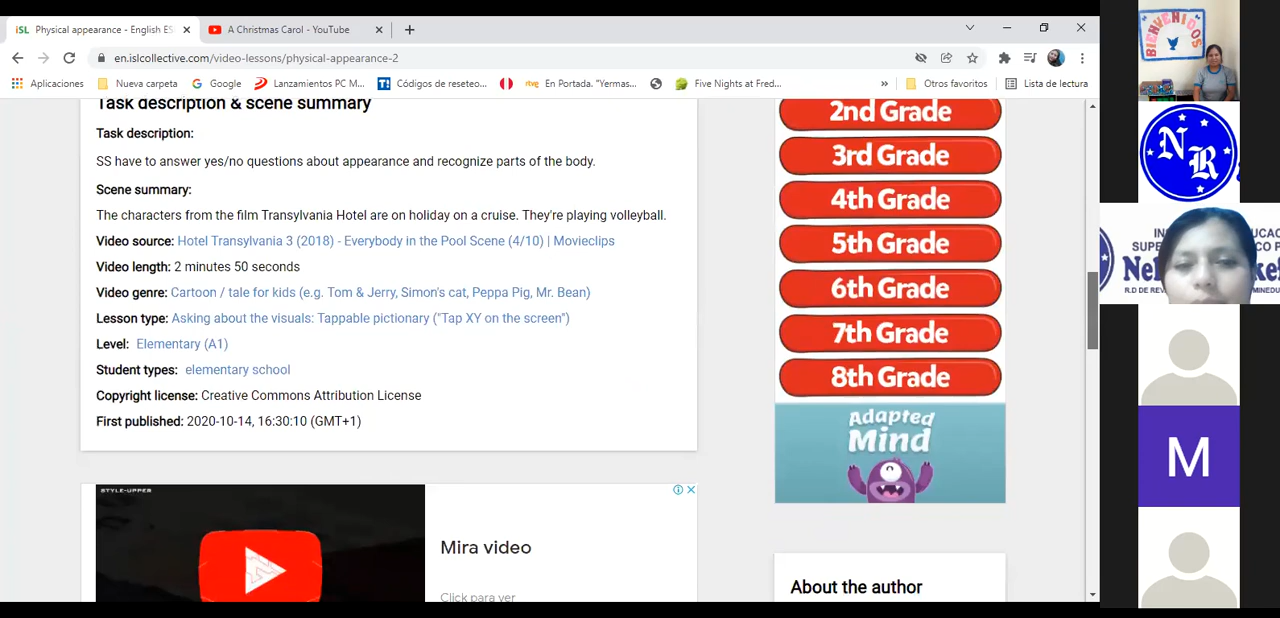 iSL Physical appearance - English ES
A Christmas Carol - YouTube
en.islcollective.com/video-lessons/physical-appearance-2
Aplicaciones
Nueva carpeta
Google
Lanzamientos PC M...
Códigos de reseteo...
En Portada. "Yermas...
Five Nights at Fred...
»
Otros favoritos
Lista de lectura
Task description & scene summary
Task description:
SS have to answer yes/no questions about appearance and recognize parts of the body.
Scene summary:
The characters from the film Transylvania Hotel are on holiday on a cruise. They're playing volleyball.
Video source: Hotel Transylvania 3 (2018) - Everybody in the Pool Scene (4/10) | Movieclips
Video length: 2 minutes 50 seconds
Video genre: Cartoon / tale for kids (e.g. Tom & Jerry, Simon's cat, Peppa Pig, Mr. Bean)
Lesson type: Asking about the visuals: Tappable pictionary ("Tap XY on the screen")
Level: Elementary (A1)
Student types: elementary school
Copyright license: Creative Commons Attribution License
First published: 2020-10-14, 16:30:10 (GMT+1)
STYLE-UPPER
Mira video
Click para ver
2nd Grade
3rd Grade
4th Grade
5th Grade
6th Grade
7th Grade
8th Grade
Adapted
Mind
About the author
BIENVENIDOS
N R
M